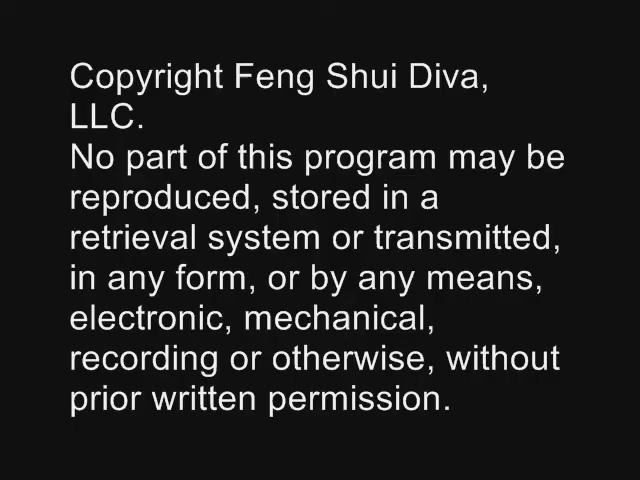 Copyright Feng Shui Diva,
LLC.
No part of this program may be
reproduced, stored in a
retrieval system or transmitted,
in any form, or by any means,
electronic, mechanical,
recording or otherwise, without
prior written permission.